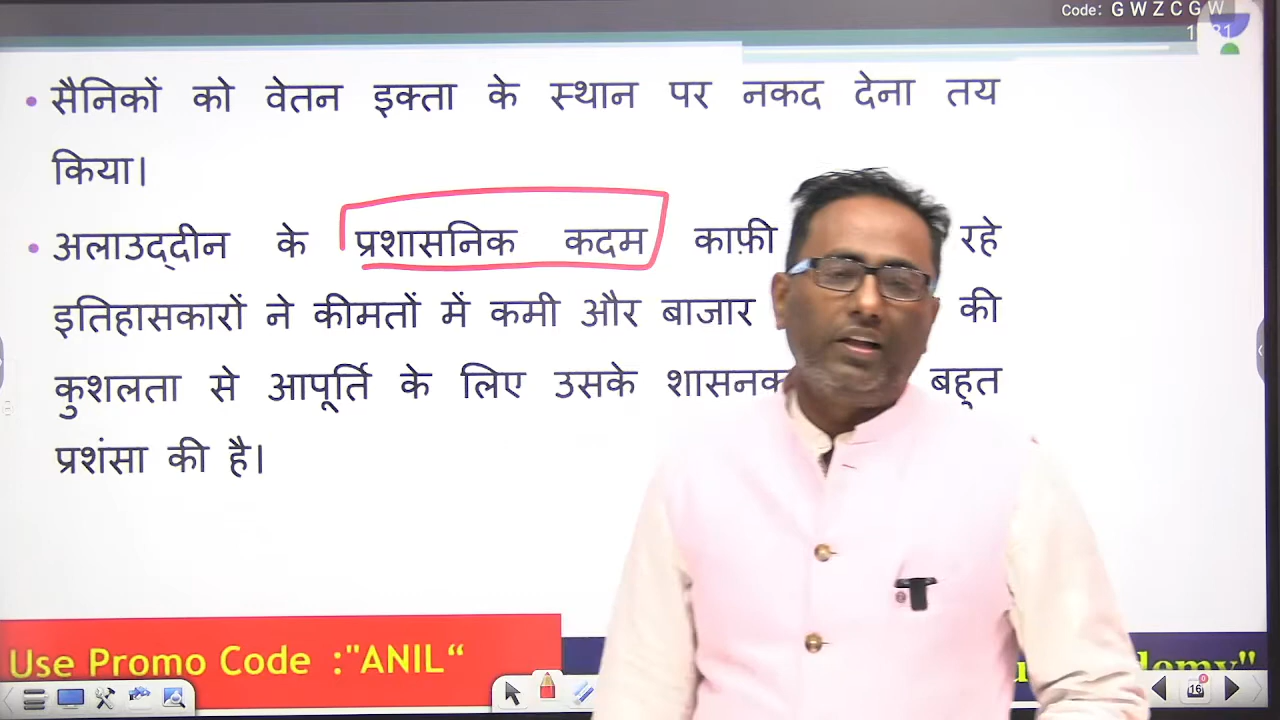 Code: G W Z C G W
• सैनिकों को वेतन इक्ता के स्थान पर नकद देना तय
किया।
• अलाउद्दीन के प्रशासनिक कदम काफ़ी रहे
इतिहासकारों ने कीमतों में कमी और बाजार की
कुशलता से आपूर्ति के लिए उसके बहुत
प्रशंसा की है।
Use Promo Code :"ANIL“
16